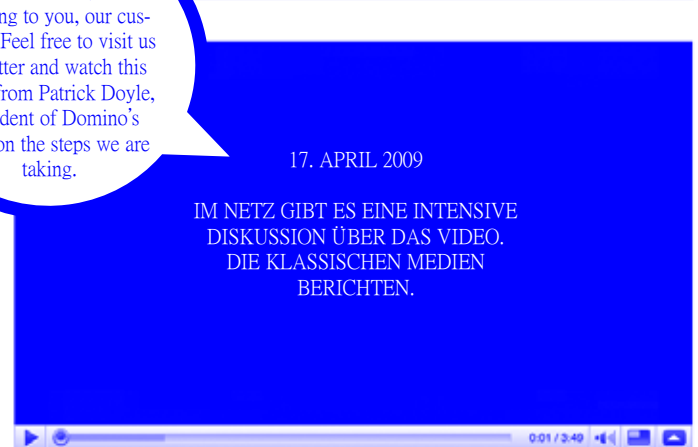 ng to you, our cus-
Feel free to visit us
tter and watch this
from Patrick Doyle,
dent of Domino's
on the steps we are
taking.
17. APRIL 2009
IM NETZ GIBT ES EINE INTENSIVE
DISKUSSION ÜBER DAS VIDEO.
DIE KLASSISCHEN MEDIEN
BERICHTEN.
0:01 / 3:49